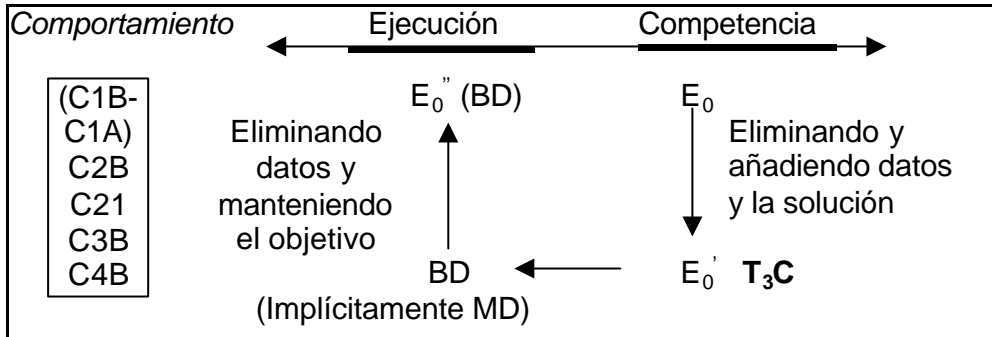 Comportamiento Ejecución Competencia
(C1B-
C1A)
C2B
C21
C3B
C4B
E₀” (BD)
Eliminando
datos y
manteniendo
el objetivo
BD
(Implícitamente MD)
E₀
Eliminando y
añadiendo datos
y la solución
E₀’ T₃C